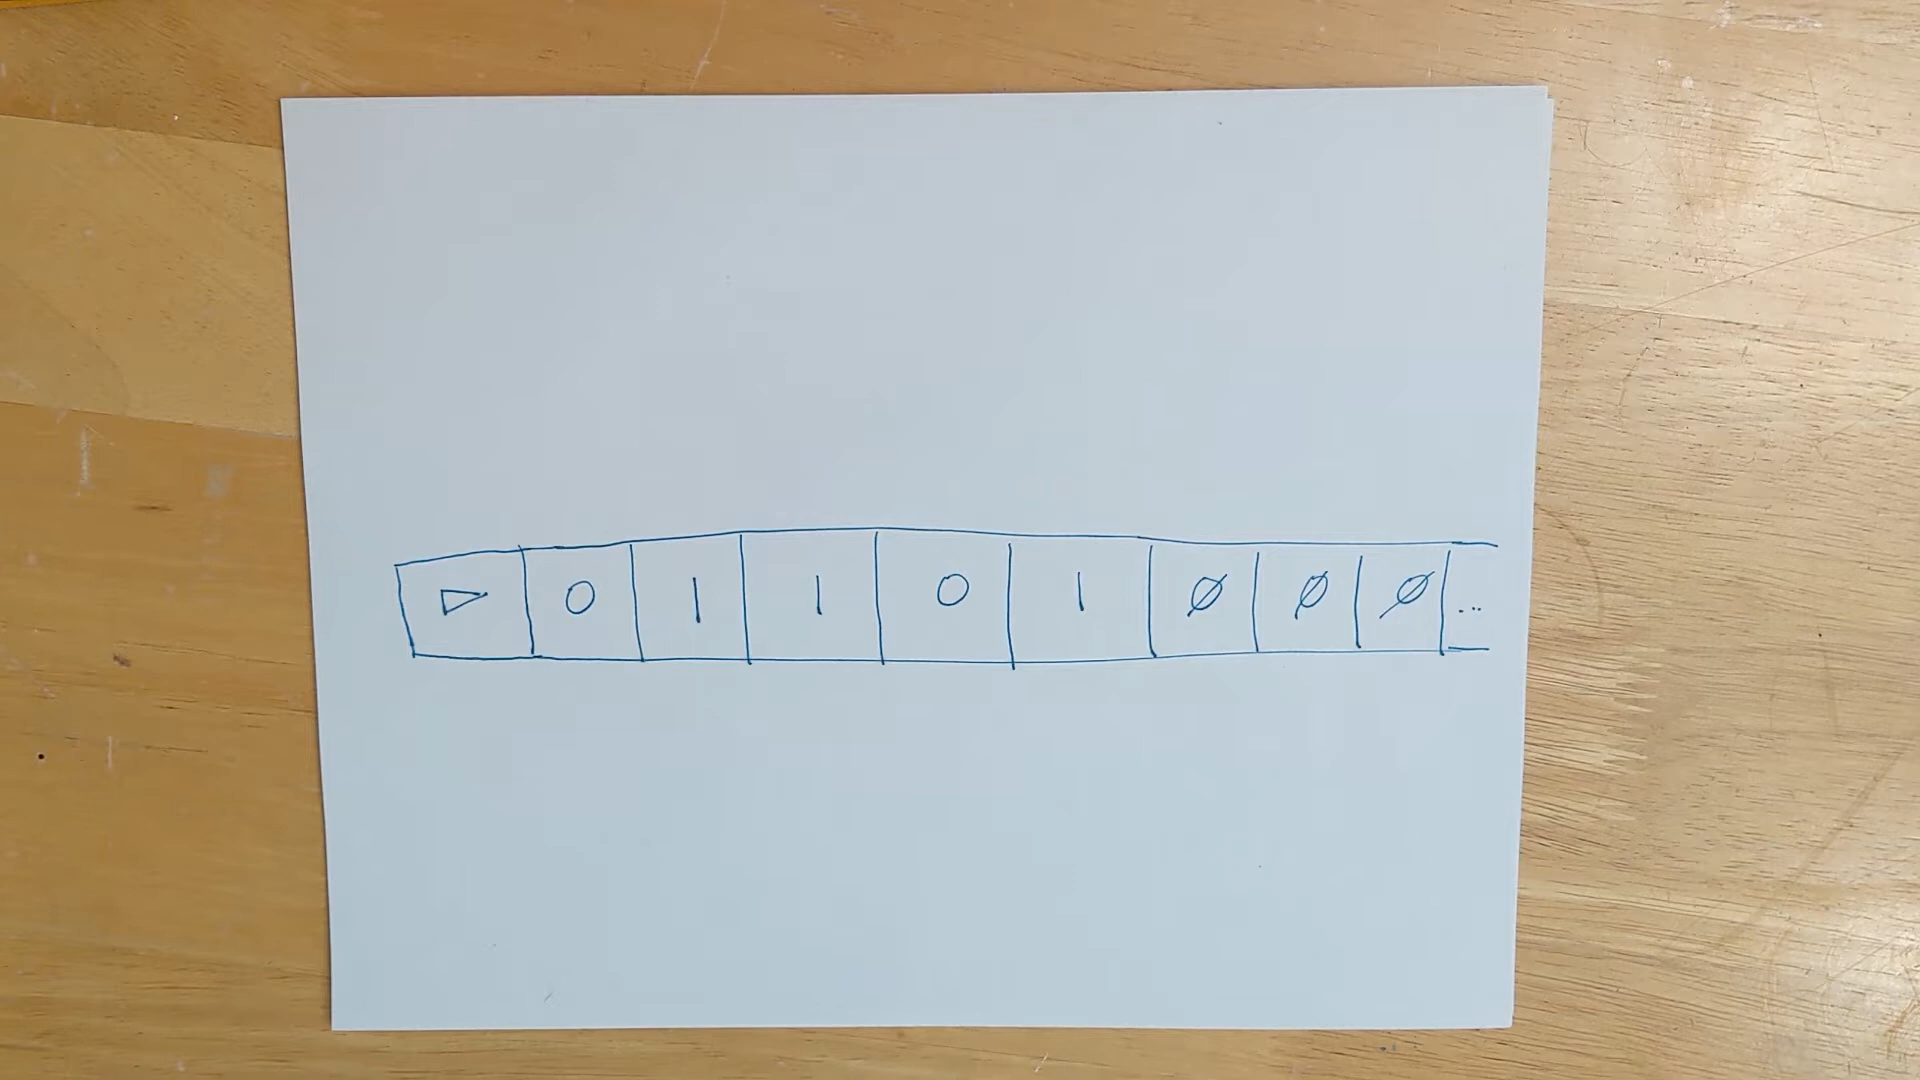 ▷ 0 1 1 0 1 ∅ ∅ ∅ ...